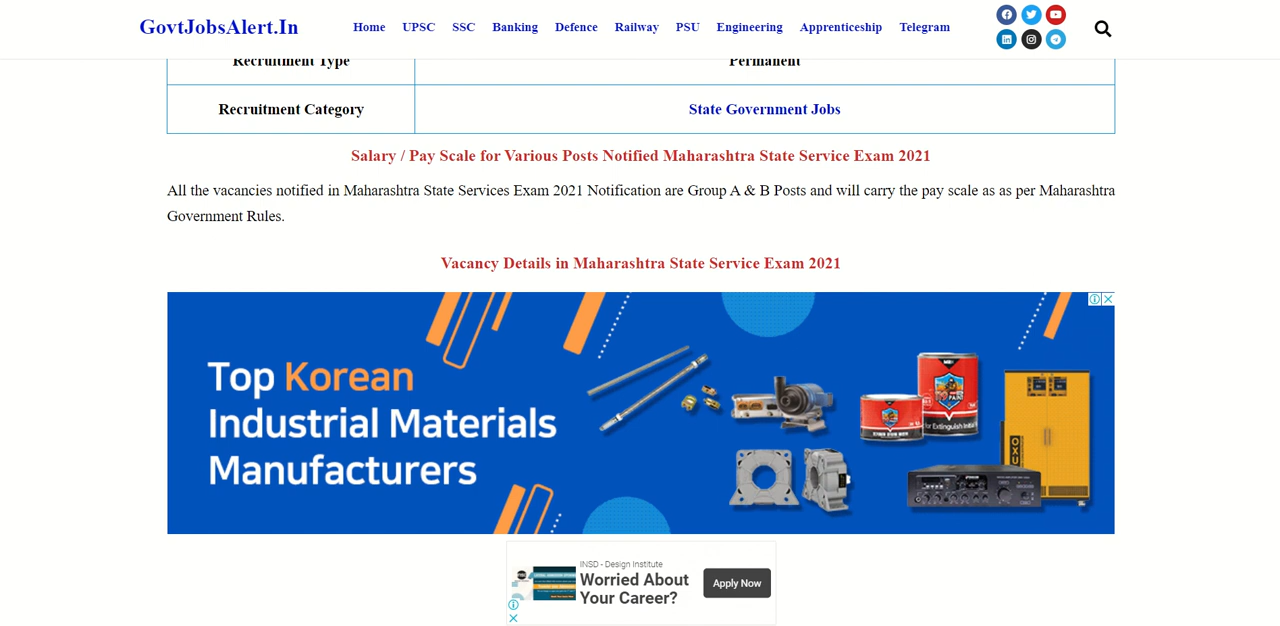 GovtJobsAlert.In
Home UPSC SSC Banking Defence Railway PSU Engineering Apprenticeship Telegram
Recruitment Type Permanent
Recruitment Category State Government Jobs
Salary / Pay Scale for Various Posts Notified Maharashtra State Service Exam 2021
All the vacancies notified in Maharashtra State Services Exam 2021 Notification are Group A & B Posts and will carry the pay scale as as per Maharashtra
Government Rules.
Vacancy Details in Maharashtra State Service Exam 2021
Top Korean
Industrial Materials
Manufacturers
INSD - Design Institute
Worried About
Your Career?
Apply Now